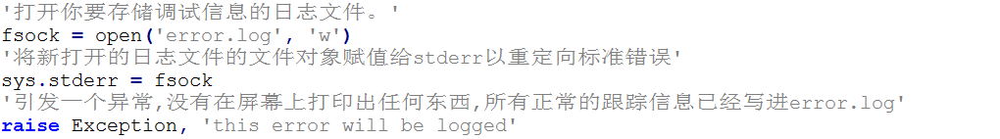 '打开你要存储调试信息的日志文件。'
fsock = open('error.log', 'w')
'将新打开的日志文件的文件对象赋值给stderr以重定向标准错误'
sys.stderr = fsock
'引发一个异常,没有在屏幕上打印出任何东西,所有正常的跟踪信息已经写进error.log'
raise Exception, 'this error will be logged'